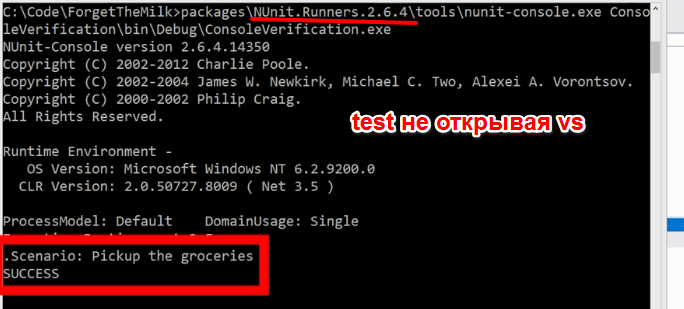 C:\Code\ForgetTheMilk>packages\NUnit.Runners.2.6.4\tools\nunit-console.exe Conso
leVerification\bin\Debug\ConsoleVerification.exe
NUnit-Console version 2.6.4.14350
Copyright (C) 2002-2012 Charlie Poole.
Copyright (C) 2002-2004 James W. Newkirk, Michael C. Two, Alexei A. Vorontsov.
Copyright (C) 2000-2002 Philip Craig.
All Rights Reserved.
test не открывая vs
Runtime Environment -
OS Version: Microsoft Windows NT 6.2.9200.0
CLR Version: 2.0.50727.8009 ( Net 3.5 )
ProcessModel: Default    DomainUsage: Single
.Scenario: Pickup the groceries
SUCCESS